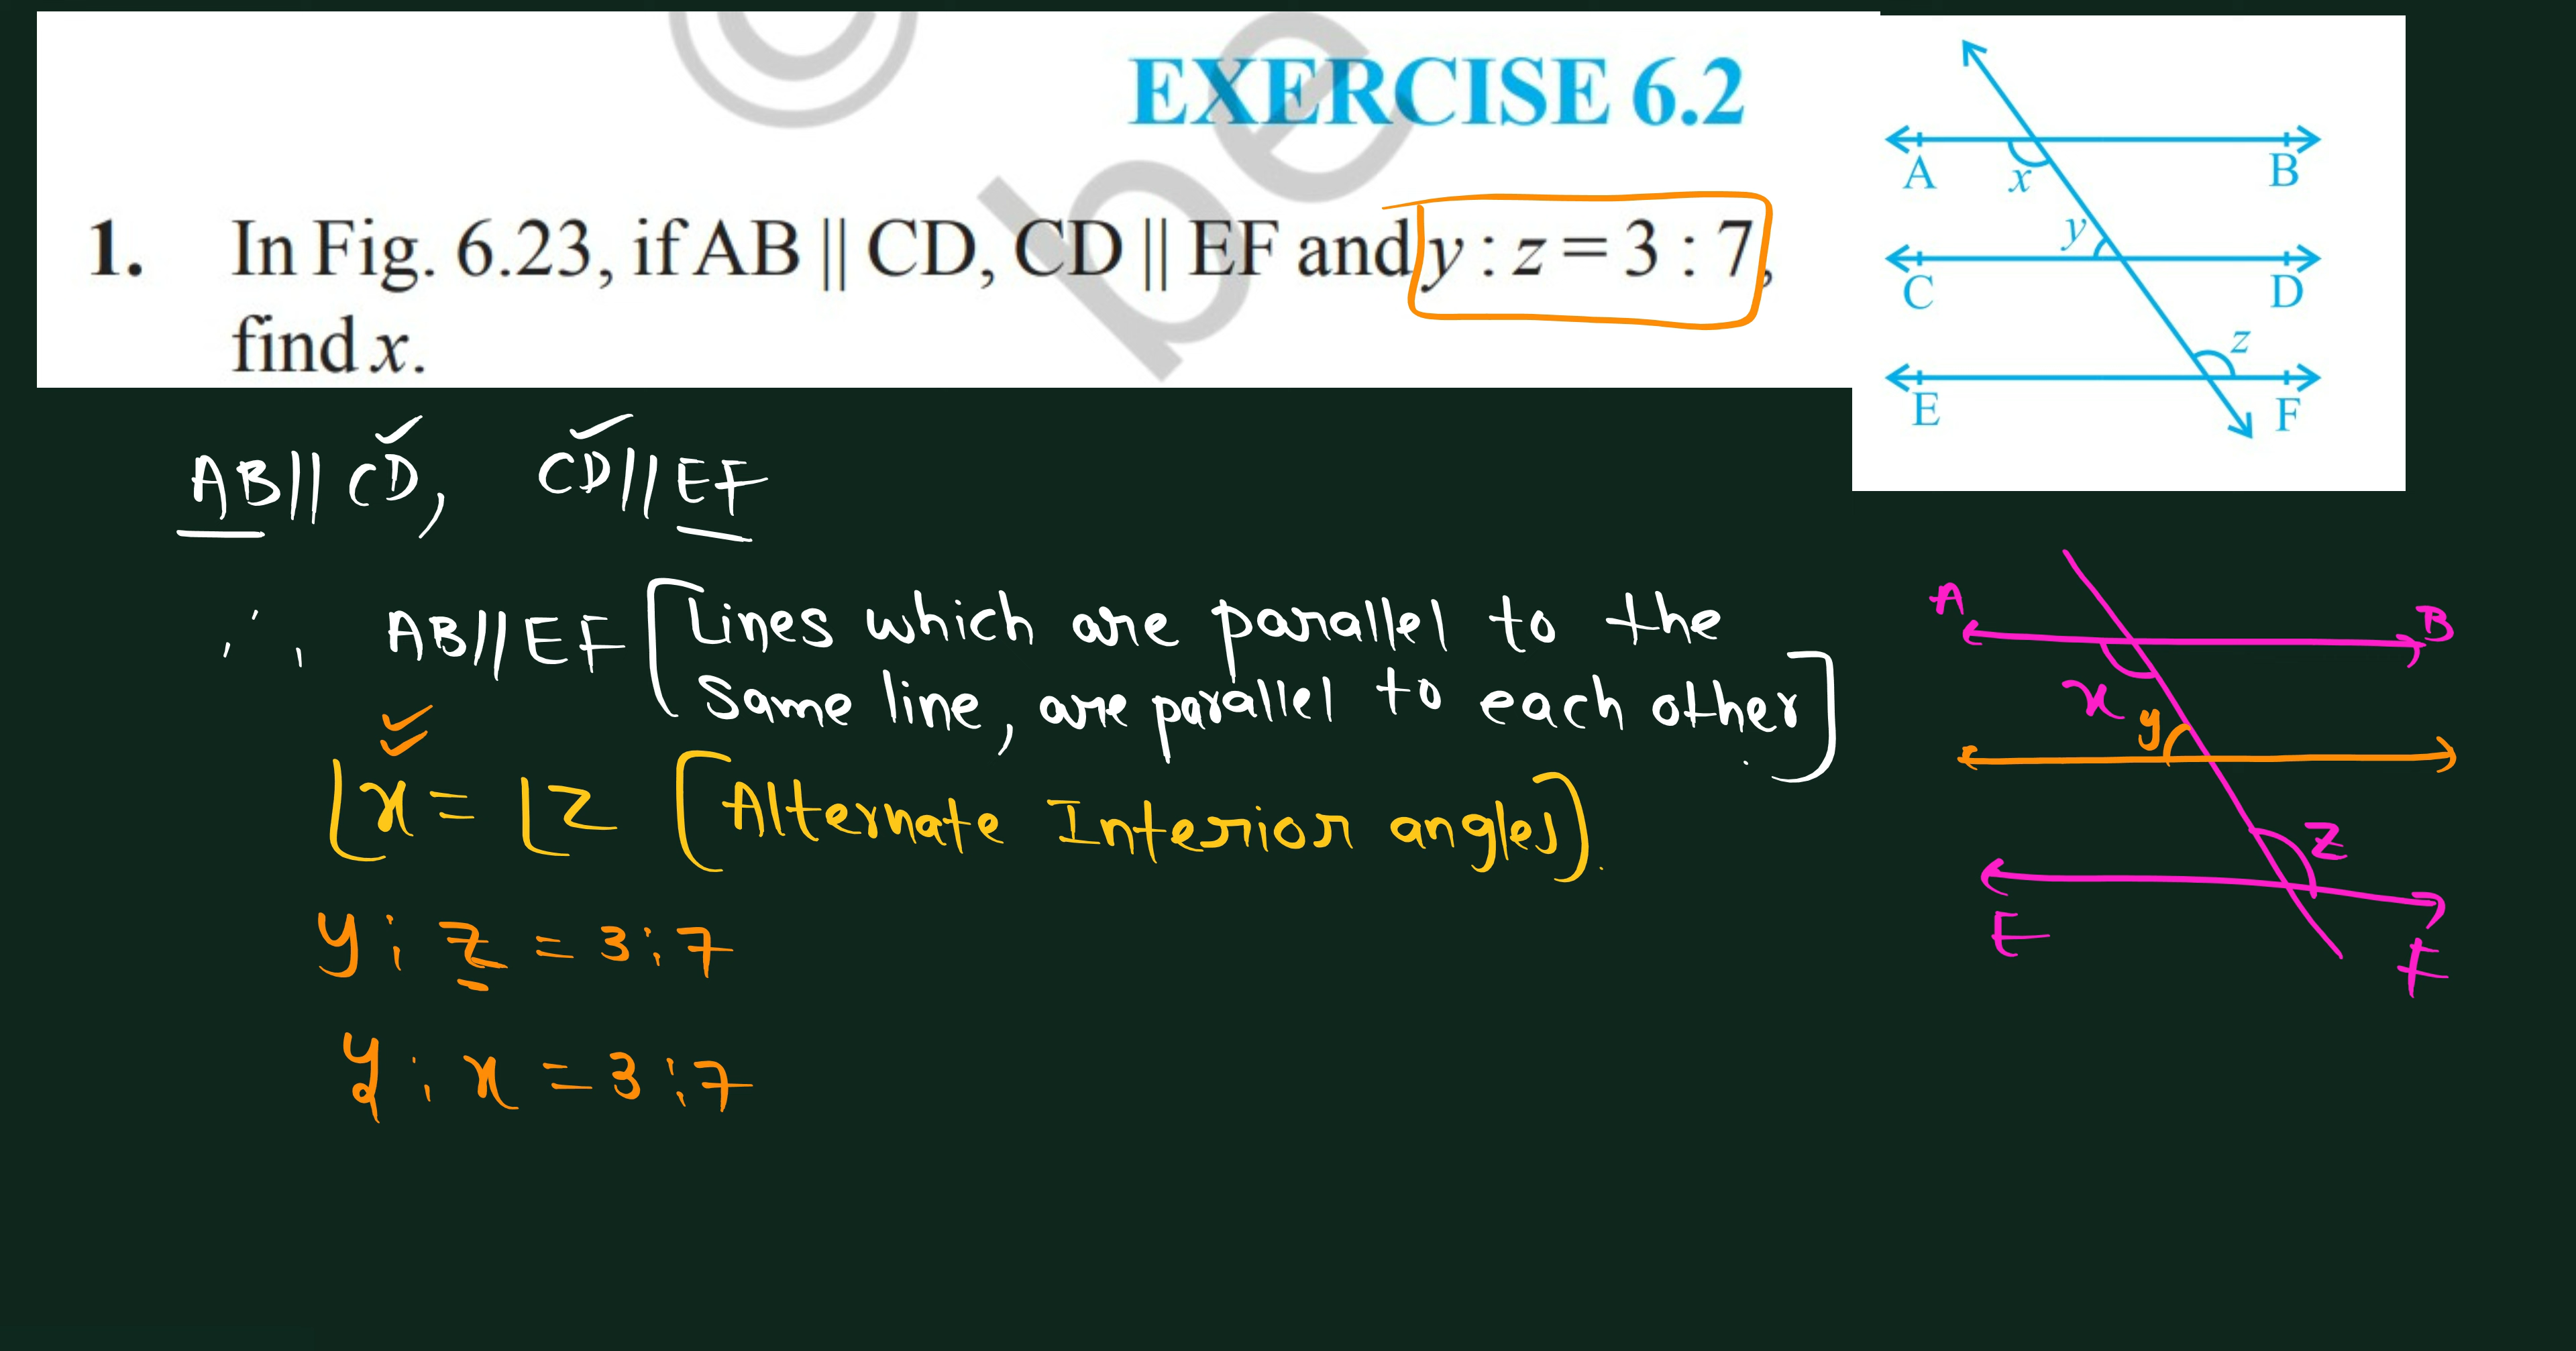 EXERCISE 6.2
1. In Fig. 6.23, if AB || CD, CD || EF and y : z = 3 : 7,
find x.
A B
x
y
C D
z
E F
AB || CD, CD || EF
∴ AB || EF [Lines which are parallel to the
same line, are parallel to each other]
∠x = ∠z [Alternate Interior angles].
y : z = 3 : 7
y : x = 3 : 7
A B
x
y
z
E F
be